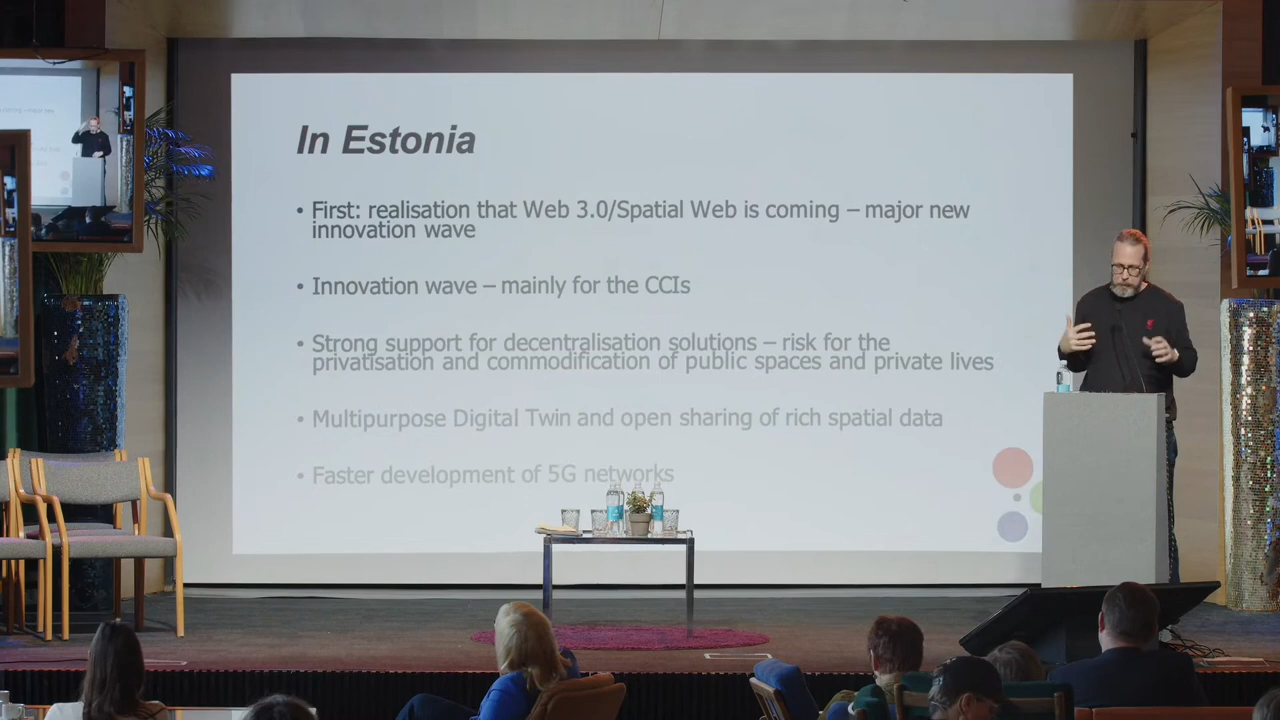 In Estonia
• First: realisation that Web 3.0/Spatial Web is coming – major new
innovation wave
• Innovation wave – mainly for the CCIs
• Strong support for decentralisation solutions – risk for the
privatisation and commodification of public spaces and private lives
• Multipurpose Digital Twin and open sharing of rich spatial data
• Faster development of 5G networks